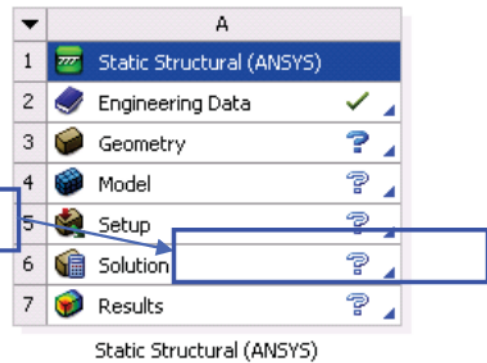 A
1 Static Structural (ANSYS)
2 Engineering Data
3 Geometry ?
4 Model ?
5 Setup ?
6 Solution ?
7 Results ?
Static Structural (ANSYS)